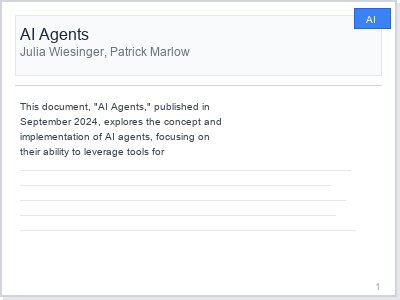 AI
AI Agents
Julia Wiesinger, Patrick Marlow
This document, "AI Agents," published in
September 2024, explores the concept and
implementation of AI agents, focusing on
their ability to leverage tools for
1